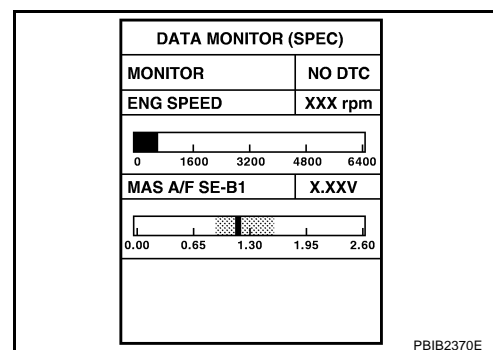 DATA MONITOR (SPEC)
MONITOR NO DTC
ENG SPEED XXX rpm
0 1600 3200 4800 6400
MAS A/F SE-B1 X.XXV
0.00 0.65 1.30 1.95 2.60
PBIB2370E